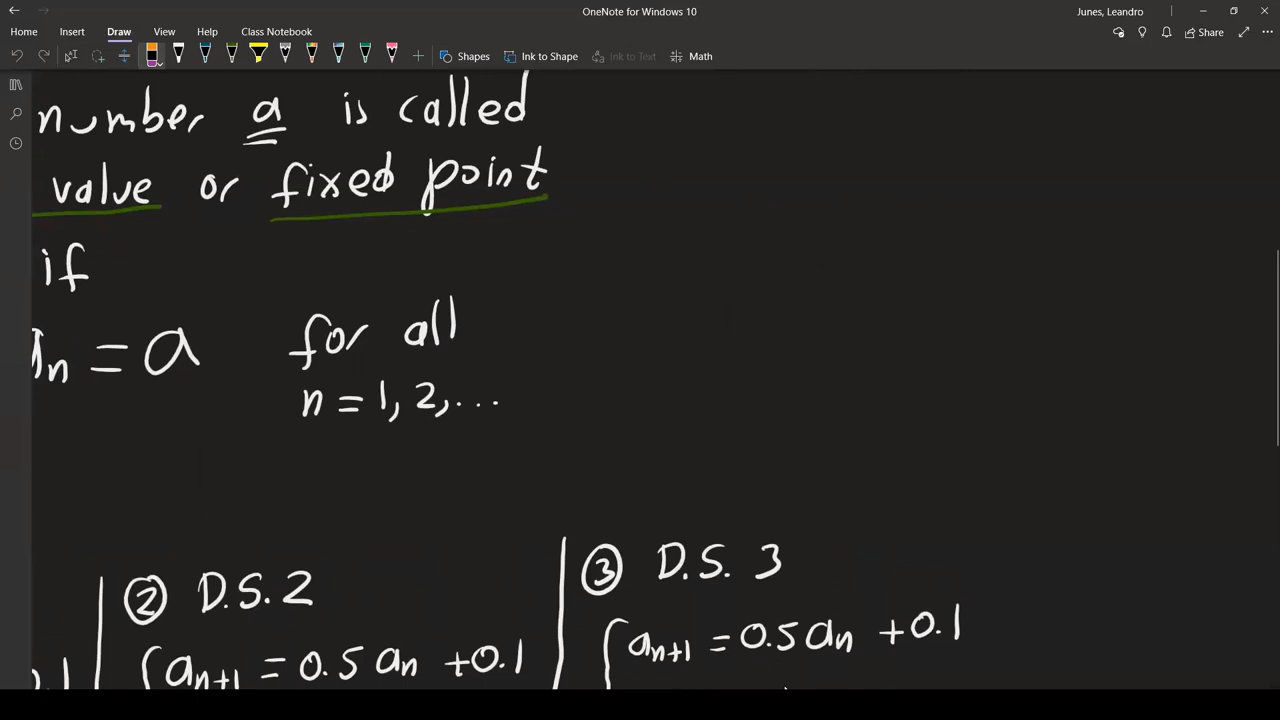 OneNote for Windows 10
Junes, Leandro
Home Insert Draw View Help Class Notebook
Share
Shapes Ink to Shape Ink to Text Math
number a is called
value or fixed point
if
n = a for all
n = 1, 2, ...
② D.S. 2
③ D.S. 3
a_{n+1} = 0.5 a_n + 0.1
a_{n+1} = 0.5 a_n + 0.1